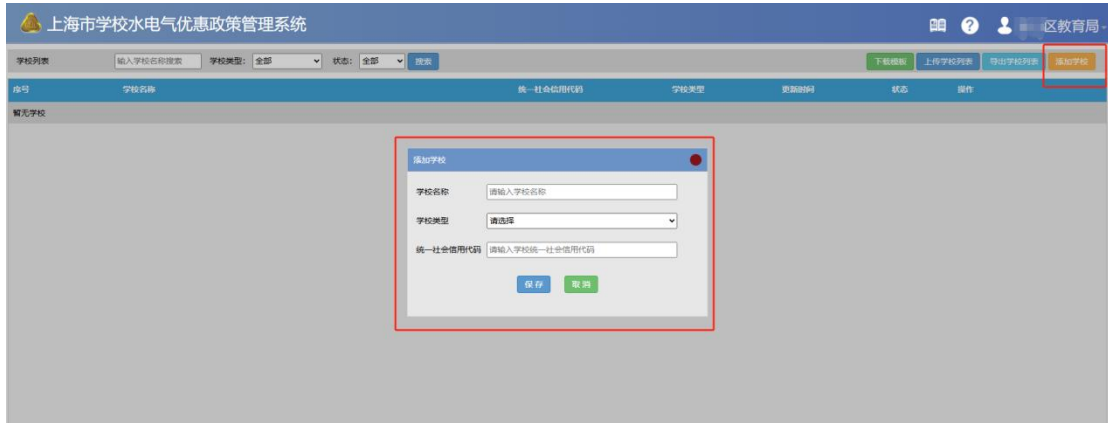 上海市学校水电气优惠政策管理系统
区教育局
学校列表 输入学校名称搜索 学校类型: 全部 状态: 全部 搜索 下载模板 上传学校列表 导出学校列表 添加学校
序号 学校名称 统一社会信用代码 学校类型 更新时间 状态 操作
暂无学校
添加学校
学校名称 请输入学校名称
学校类型 请选择
统一社会信用代码 请输入学校统一社会信用代码
保存 取消